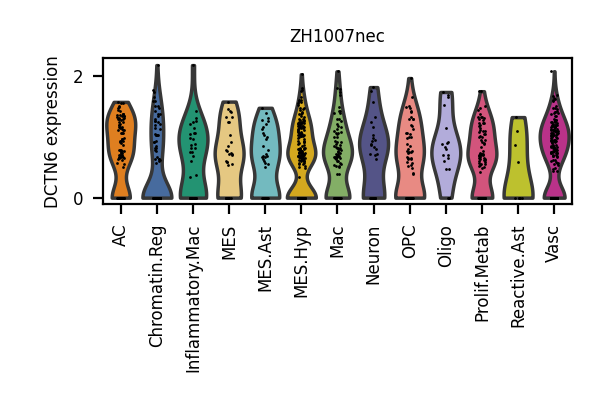 ZH1007nec
DCTN6 expression
2
0
AC
Chromatin.Reg
Inflammatory.Mac
MES
MES.Ast
MES.Hyp
Mac
Neuron
OPC
Oligo
Prolif.Metab
Reactive.Ast
Vasc